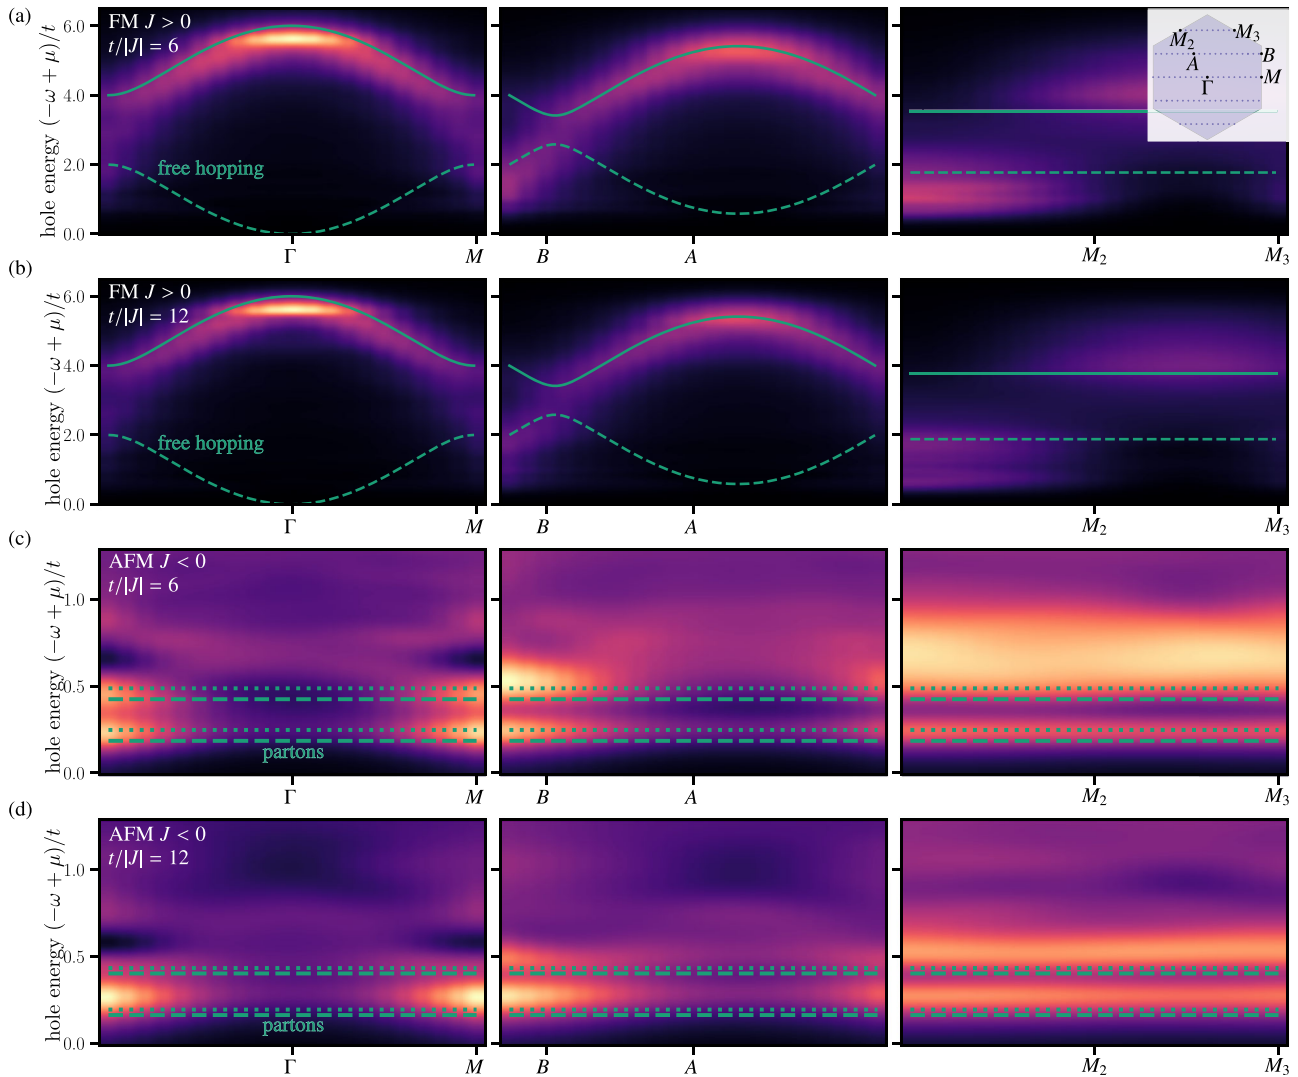 (a)
hole energy (−ω + μ)/t
6.0
4.0
2.0
0.0
FM J > 0
t/|J| = 6
free hopping
Γ
M
B
A
M₂
M₃
M₂
M₃
A
B
Γ
M
(b)
hole energy (−ω + μ)/t
6.0
4.0
2.0
0.0
FM J > 0
t/|J| = 12
free hopping
Γ
M
B
A
M₂
M₃
(c)
hole energy (−ω + μ)/t
1.0
0.5
0.0
AFM J < 0
t/|J| = 6
partons
Γ
M
B
A
M₂
M₃
(d)
hole energy (−ω + μ)/t
1.0
0.5
0.0
AFM J < 0
t/|J| = 12
partons
Γ
M
B
A
M₂
M₃